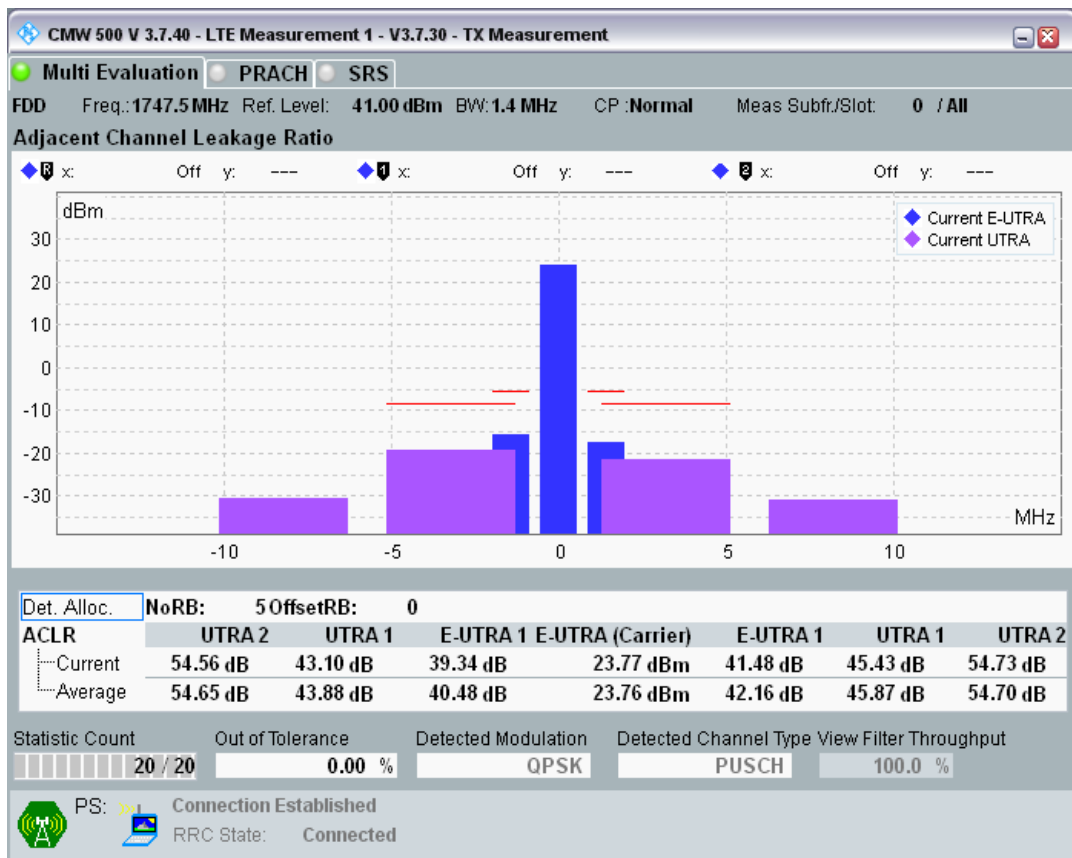 CMW 500 V 3.7.40 - LTE Measurement 1 - V3.7.30 - TX Measurement
Multi Evaluation PRACH SRS
FDD Freq.: 1747.5 MHz Ref. Level: 41.00 dBm BW: 1.4 MHz CP :Normal Meas Subfr./Slot: 0 / All
Adjacent Channel Leakage Ratio
R x: Off y: --- 1 x: Off y: --- 2 x: Off y: ---
dBm
Current E-UTRA
Current UTRA
30
20
10
0
-10
-20
-30
MHz
-10 -5 0 5 10
Det. Alloc. NoRB: 5 OffsetRB: 0
ACLR UTRA 2 UTRA 1 E-UTRA 1 E-UTRA (Carrier) E-UTRA 1 UTRA 1 UTRA 2
Current 54.56 dB 43.10 dB 39.34 dB 23.77 dBm 41.48 dB 45.43 dB 54.73 dB
Average 54.65 dB 43.88 dB 40.48 dB 23.76 dBm 42.16 dB 45.87 dB 54.70 dB
Statistic Count Out of Tolerance Detected Modulation Detected Channel Type View Filter Throughput
20 / 20 0.00 % QPSK PUSCH 100.0 %
PS: Connection Established
RRC State: Connected